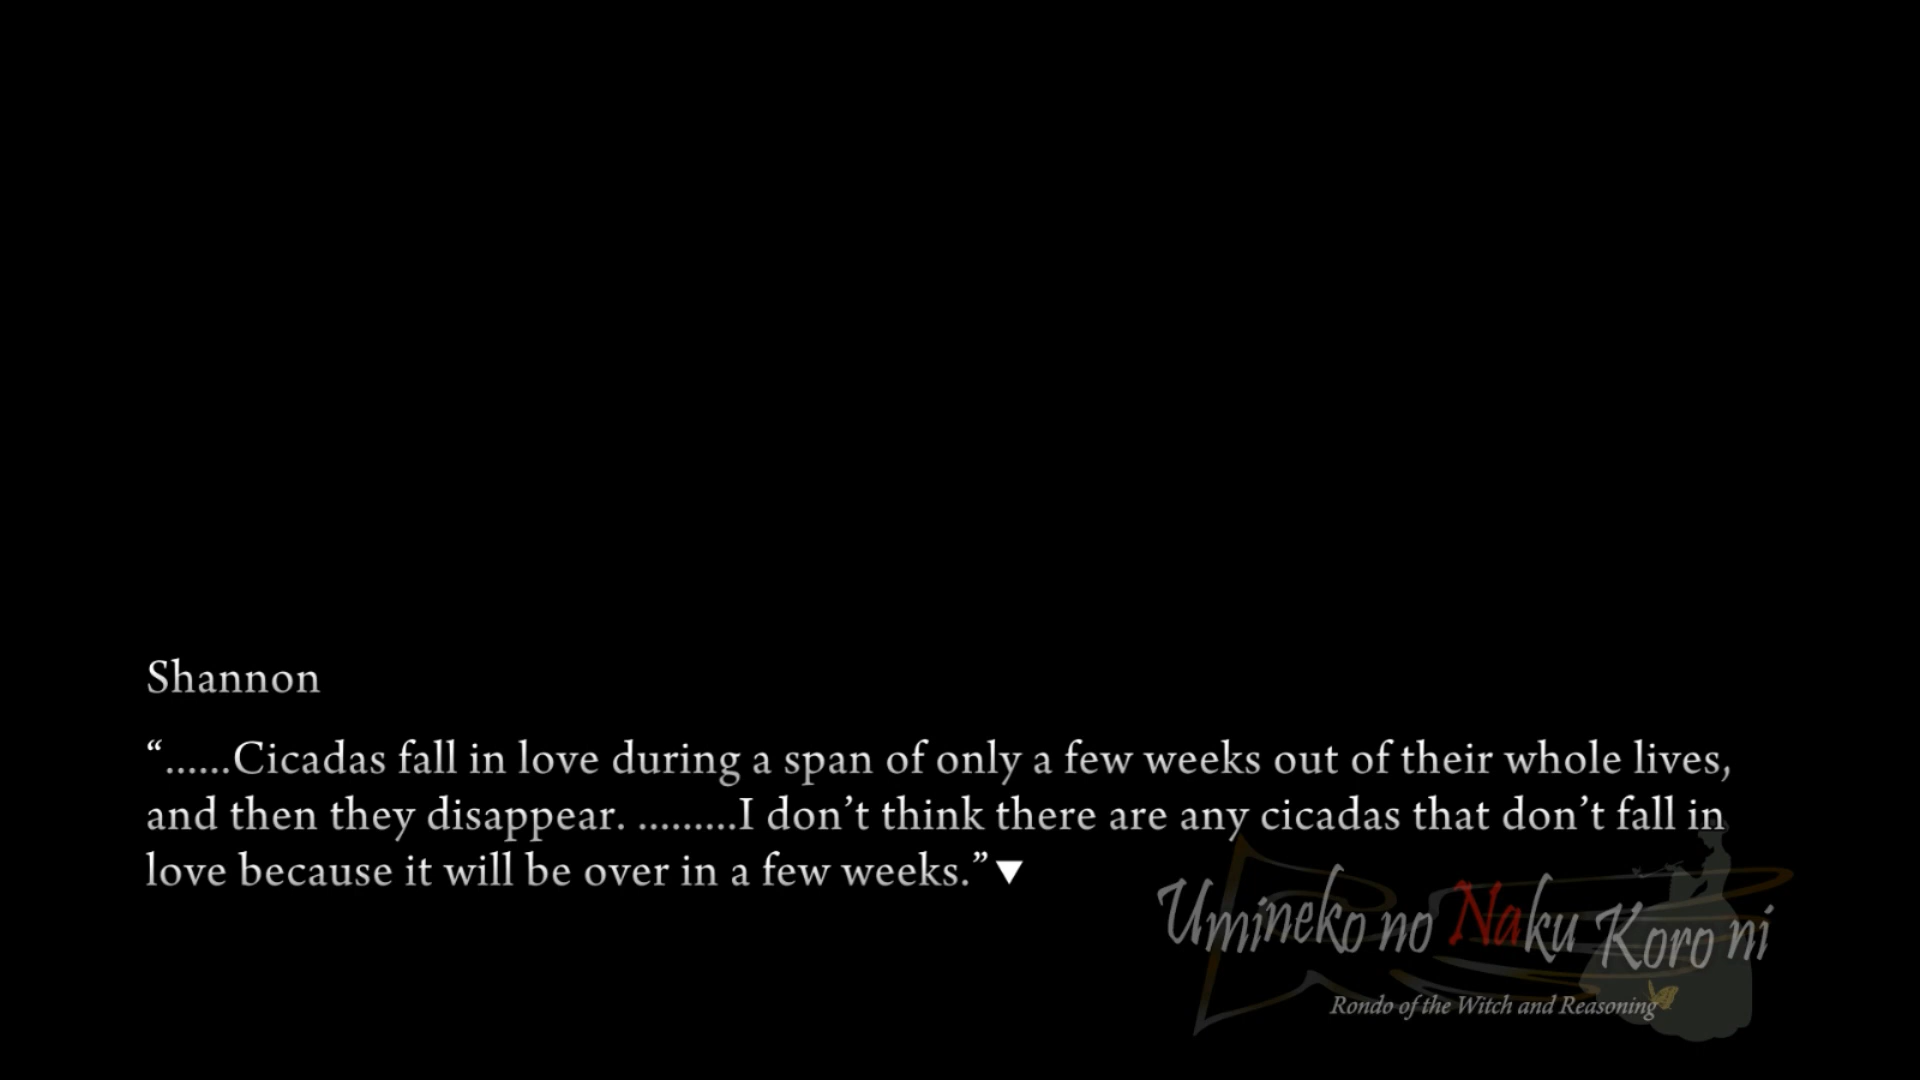 Shannon
“......Cicadas fall in love during a span of only a few weeks out of their whole lives,
and then they disappear. .........I don’t think there are any cicadas that don’t fall in
love because it will be over in a few weeks.”▼
Umineko no Naku Koro ni
Rondo of the Witch and Reasoning